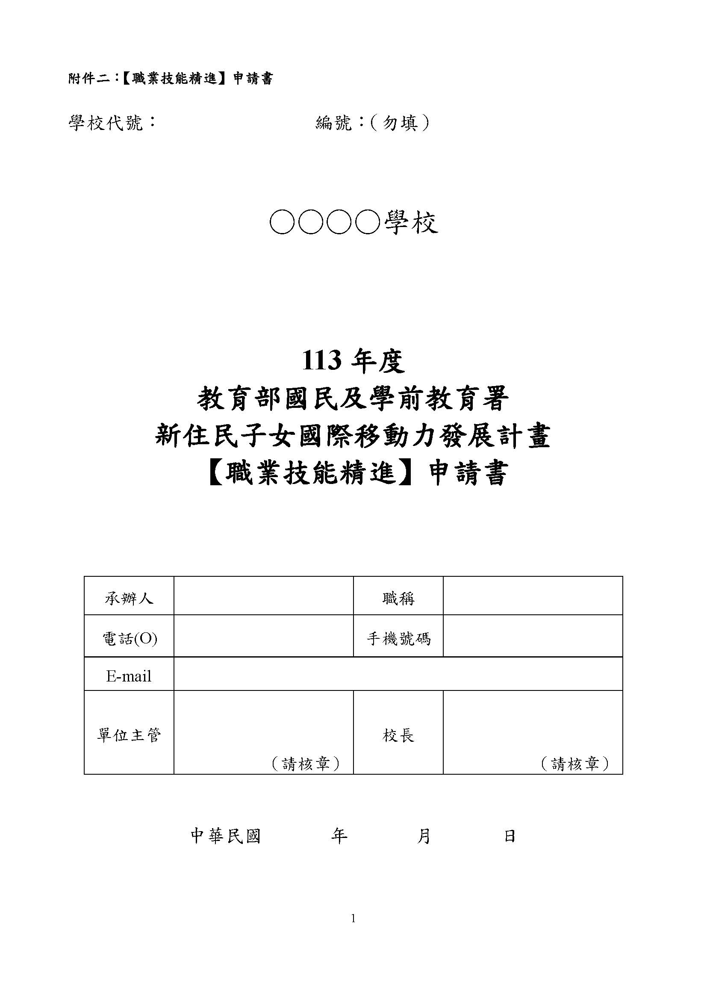 附件二：【職業技能精進】申請書
學校代號： 編號：（勿填）
○○○○學校
113 年度
教育部國民及學前教育署
新住民子女國際移動力發展計畫
【職業技能精進】申請書
承辦人 職稱
電話(O) 手機號碼
E-mail
單位主管 （請核章） 校長 （請核章）
中華民國 年 月 日
1